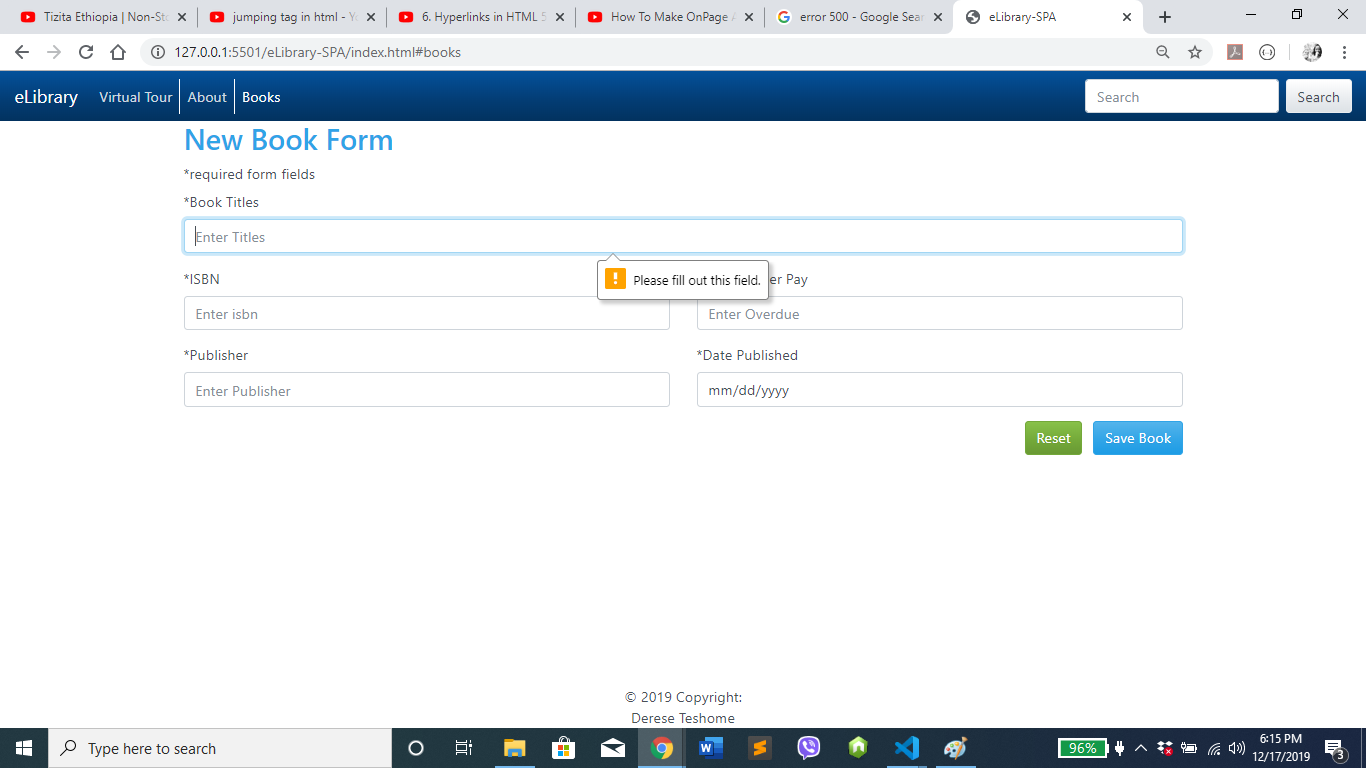 Tizita Ethiopia | Non-Sto
jumping tag in html - Yo
6. Hyperlinks in HTML 5
How To Make OnPage A
error 500 - Google Sear
eLibrary-SPA
127.0.0.1:5501/eLibrary-SPA/index.html#books
eLibrary Virtual Tour About Books Search Search
New Book Form
*required form fields
*Book Titles
Enter Titles
Please fill out this field.
*ISBN er Pay
Enter isbn Enter Overdue
*Publisher *Date Published
Enter Publisher mm/dd/yyyy
Reset Save Book
© 2019 Copyright:
Derese Teshome
Type here to search
96%
6:15 PM
12/17/2019
3